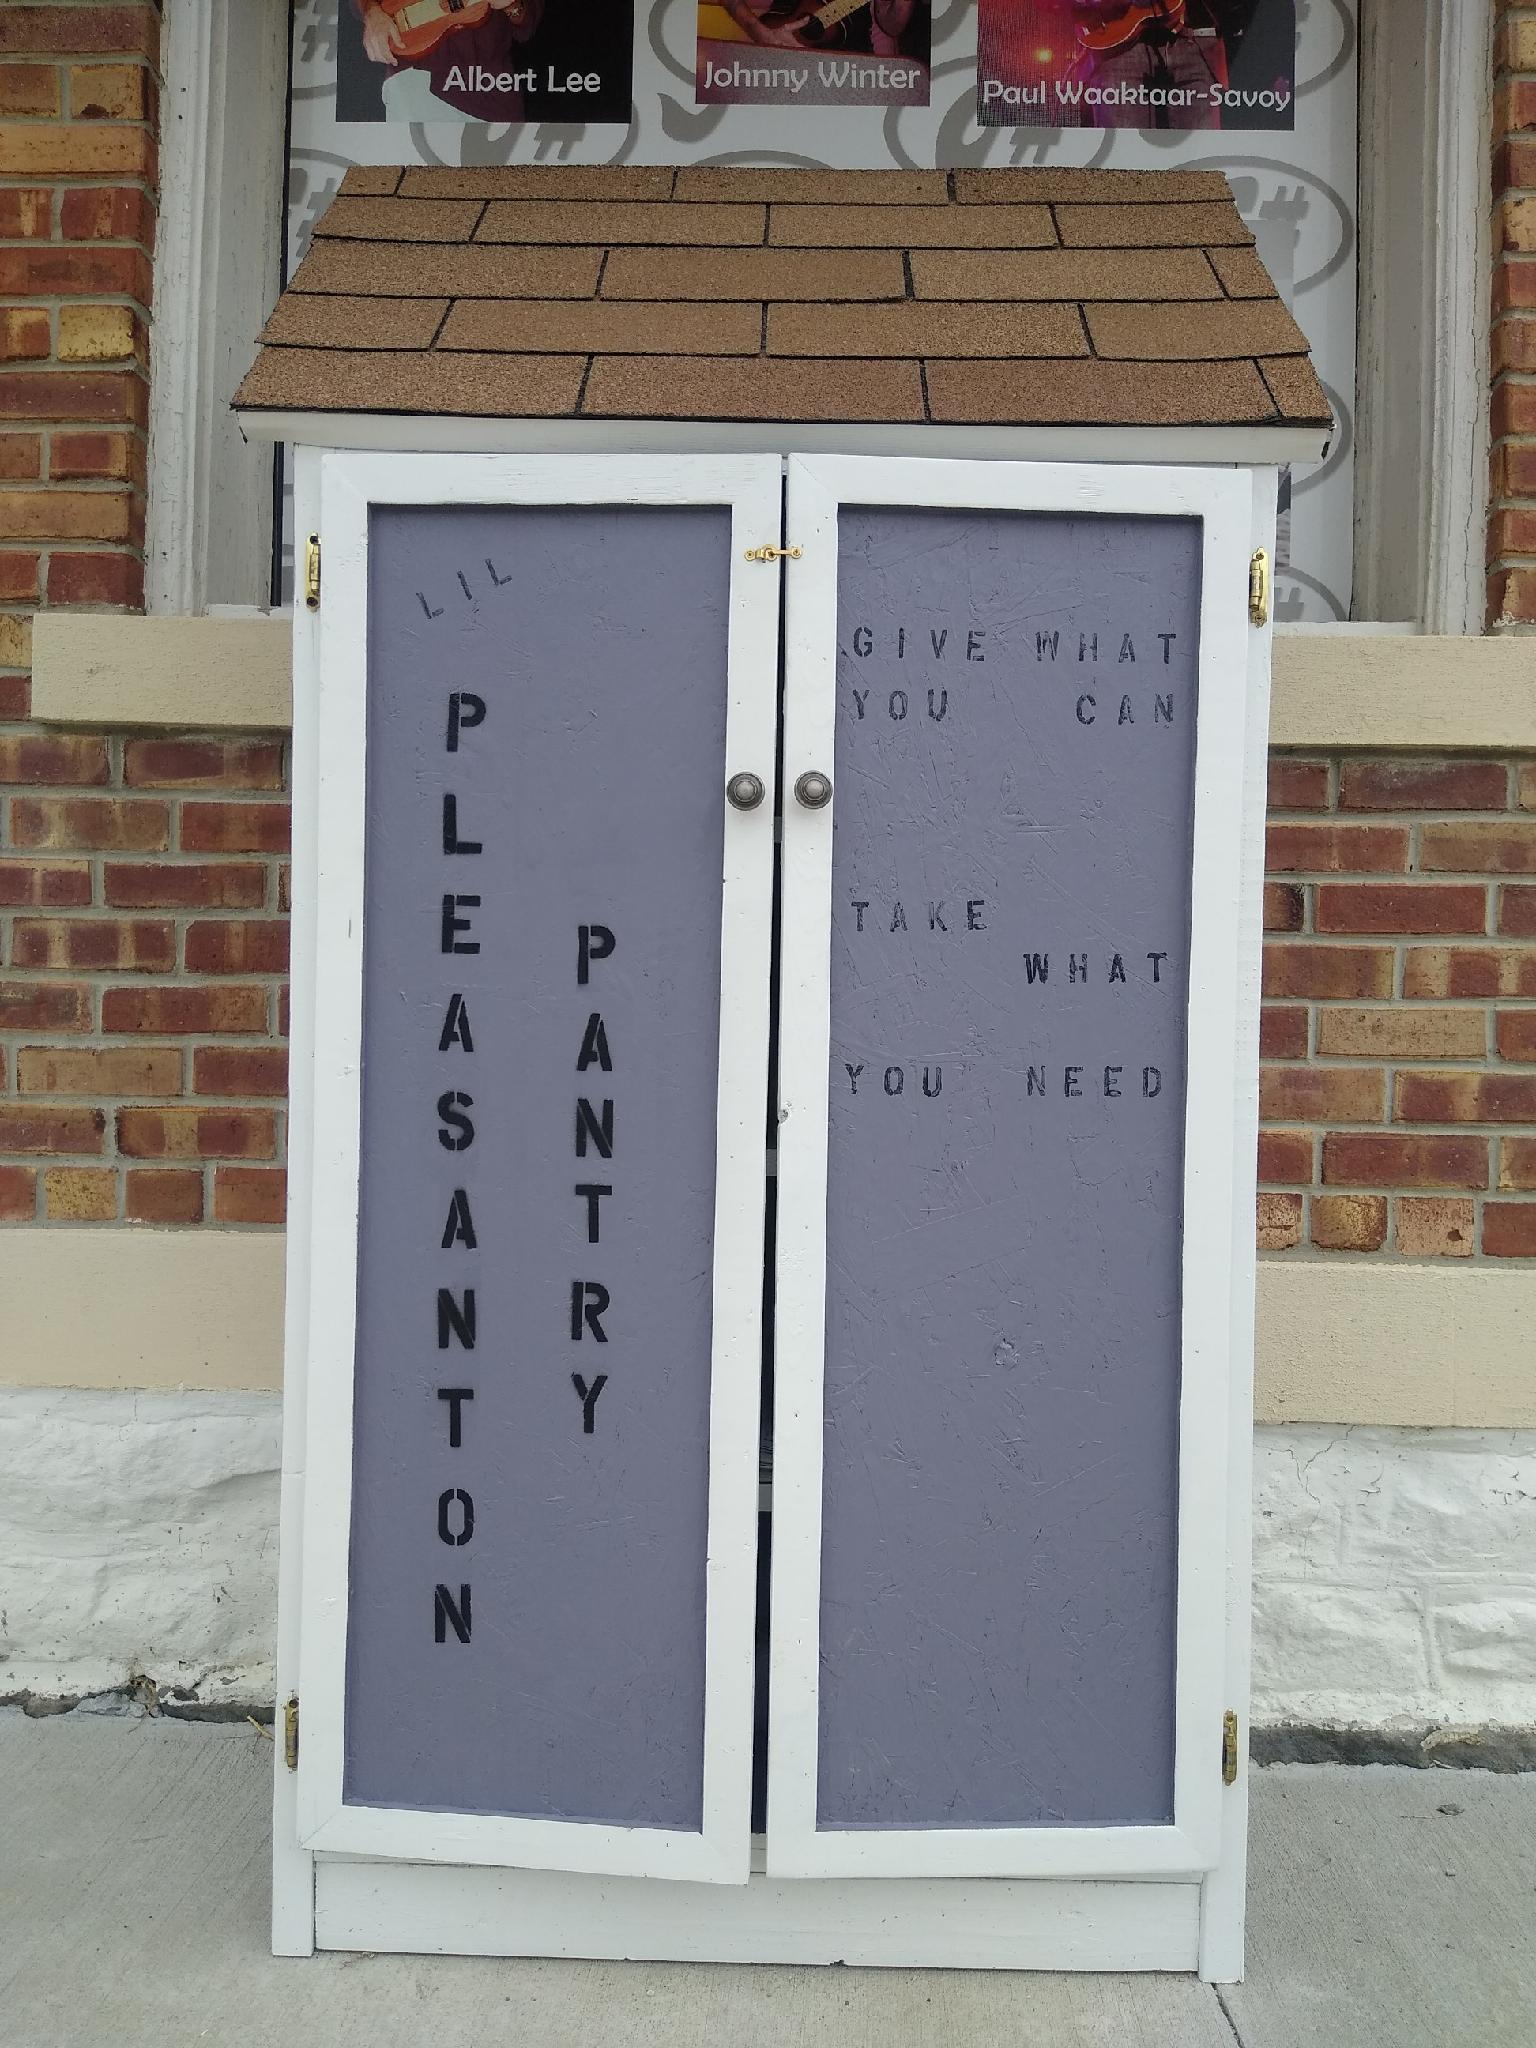 Albert Lee
Johnny Winter
Paul Waaktaar-Savoy
LIL
PLEASANTON
PANTRY
GIVE WHAT
YOU CAN
TAKE
WHAT
YOU NEED